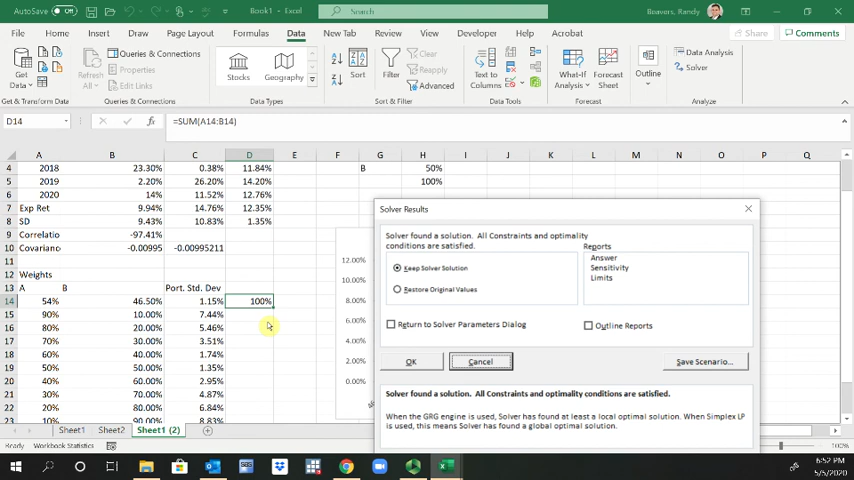 AutoSave Off Book1 - Excel Search Beavers, Randy
File Home Insert Draw Page Layout Formulas Data New Tab Review View Developer Help Acrobat Share Comments
Get Data Refresh All Queries & Connections Properties Edit Links Stocks Geography Sort Filter Clear Reapply Advanced Text to Columns What-If Analysis Forecast Sheet Outline Data Analysis Solver
Get & Transform Data Queries & Connections Data Types Sort & Filter Data Tools Forecast Analyze
D14 fx =SUM(A14:B14)
A B C D E F G H I J K L M N O P Q
4 2018 23.30% 0.38% 11.84% B 50%
5 2019 2.20% 26.20% 14.20% 100%
6 2020 14% 11.52% 12.76%
7 Exp Ret 9.94% 14.76% 12.35%
8 SD 9.43% 10.83% 1.35%
9 Correlatio -97.41%
10 Covarianc -0.00995 -0.00995211
11
12 Weights
13 A B Port. Std. Dev
14 54% 46.50% 1.15% 100%
15 90% 10.00% 7.44%
16 80% 20.00% 5.46%
17 70% 30.00% 3.51%
18 60% 40.00% 1.74%
19 50% 50.00% 1.35%
20 40% 60.00% 2.95%
21 30% 70.00% 4.87%
22 20% 80.00% 6.84%
23 10% 90.00% 8.83%
12.00%
10.00%
8.00%
6.00%
4.00%
2.00%
0.00%
Solver Results
Solver found a solution. All Constraints and optimality
conditions are satisfied.
Keep Solver Solution
Restore Original Values
Reports
Answer
Sensitivity
Limits
Return to Solver Parameters Dialog Outline Reports
OK Cancel Save Scenario...
Solver found a solution. All Constraints and optimality conditions are satisfied.
When the GRG engine is used, Solver has found at least a local optimal solution. When Simplex LP
is used, this means Solver has found a global optimal solution.
Sheet1 Sheet2 Sheet1 (2)
Ready Workbook Statistics 100%
6:52 PM
5/5/2020